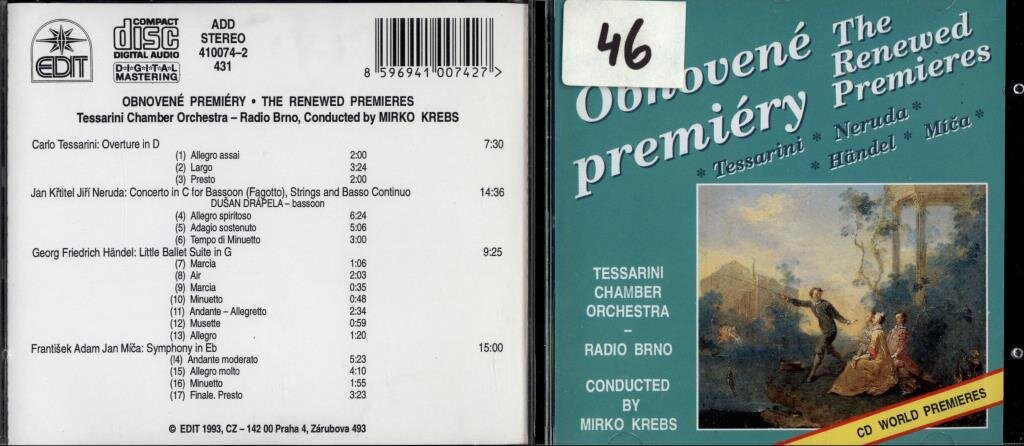 EDIT
COMPACT
disc
DIGITAL AUDIO
DIGITAL
MASTERING
ADD
STEREO
410074–2
431
8 596941 007427 >
OBNOVENÉ PREMIÉRY • THE RENEWED PREMIERES
Tessarini Chamber Orchestra – Radio Brno, Conducted by MIRKO KREBS
Carlo Tessarini: Overture in D 7:30
(1) Allegro assai 2:00
(2) Largo 3:24
(3) Presto 2:00
Jan Křtitel Jiří Neruda: Concerto in C for Bassoon (Fagotto), Strings and Basso Continuo 14:36
DUŠAN DRÁPELA – bassoon
(4) Allegro spiritoso 6:24
(5) Adagio sostenuto 5:06
(6) Tempo di Minuetto 3:00
Georg Friedrich Händel: Little Ballet Suite in G 9:25
(7) Marcia 1:06
(8) Air 2:03
(9) Marcia 0:35
(10) Minuetto 0:48
(11) Andante – Allegretto 2:34
(12) Musette 0:59
(13) Allegro 1:20
František Adam Jan Míča: Symphony in Eb 15:00
(14) Andante moderato 5:23
(15) Allegro molto 4:10
(16) Minuetto 1:55
(17) Finale. Presto 3:23
© EDIT 1993, CZ – 142 00 Praha 4, Zárubova 493
46
Obnovené
premiéry
The
Renewed
Premieres
* Tessarini * Neruda *
* Händel * Míča *
TESSARINI
CHAMBER
ORCHESTRA
–
RADIO BRNO
CONDUCTED
BY
MIRKO KREBS
CD WORLD PREMIERES